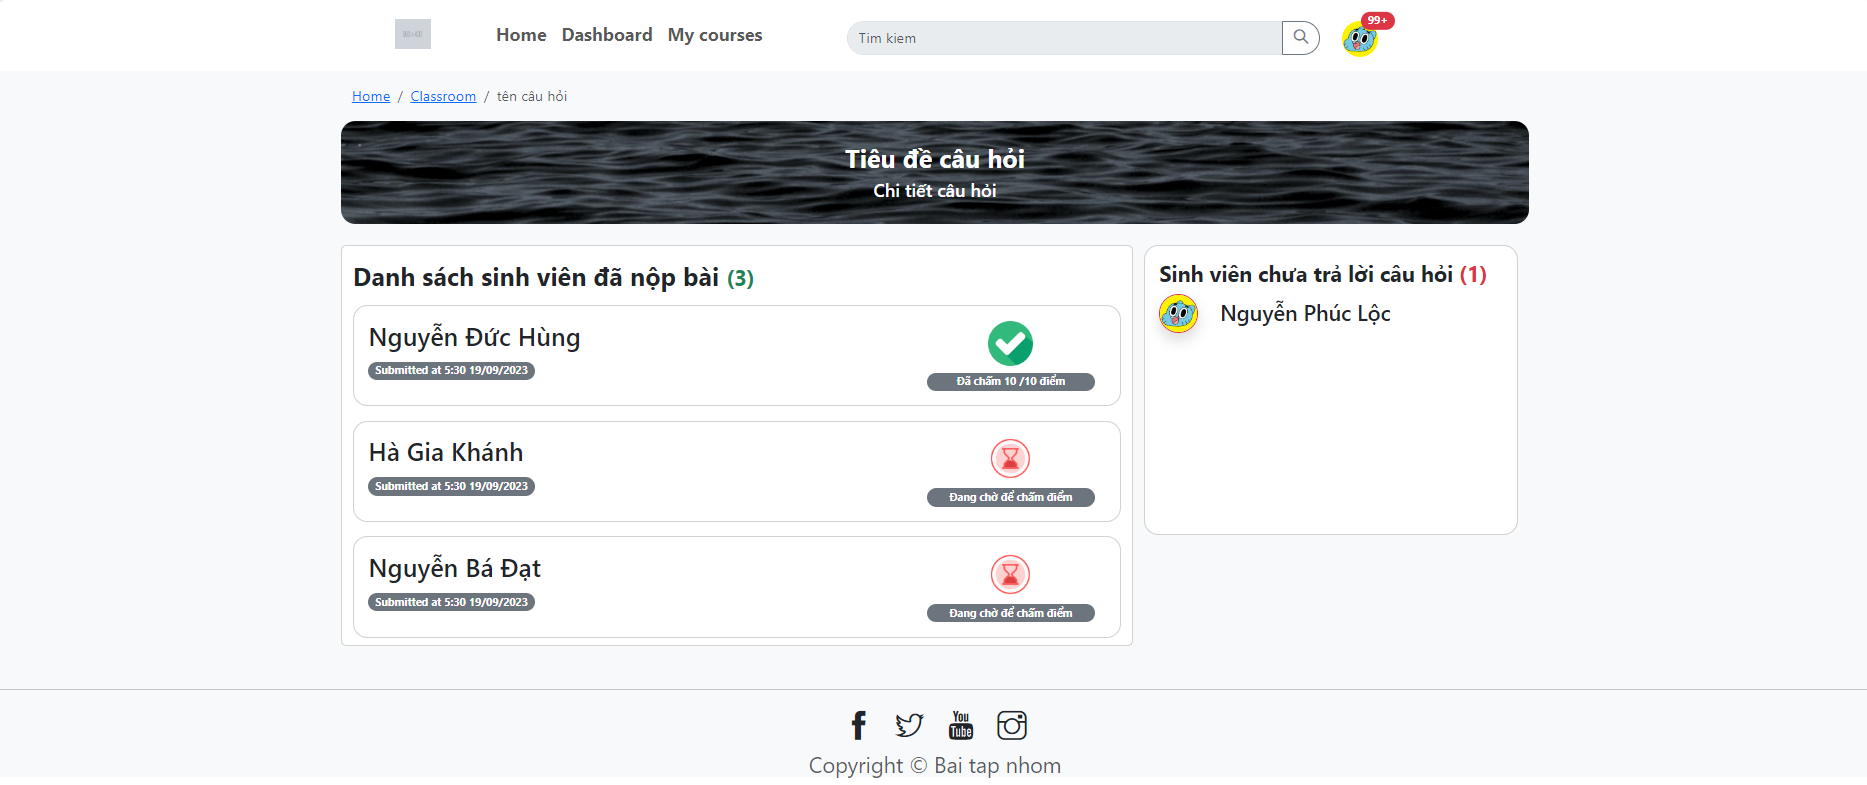 Home Dashboard My courses
Tim kiem
99+
Home / Classroom / tên câu hỏi
Tiêu đề câu hỏi
Chi tiết câu hỏi
Danh sách sinh viên đã nộp bài (3)
Nguyễn Đức Hùng
Submitted at 5:30 19/09/2023
Đã chấm 10 /10 điểm
Hà Gia Khánh
Submitted at 5:30 19/09/2023
Đang chờ để chấm điểm
Nguyễn Bá Đạt
Submitted at 5:30 19/09/2023
Đang chờ để chấm điểm
Sinh viên chưa trả lời câu hỏi (1)
Nguyễn Phúc Lộc
You
Tube
Copyright © Bai tap nhom